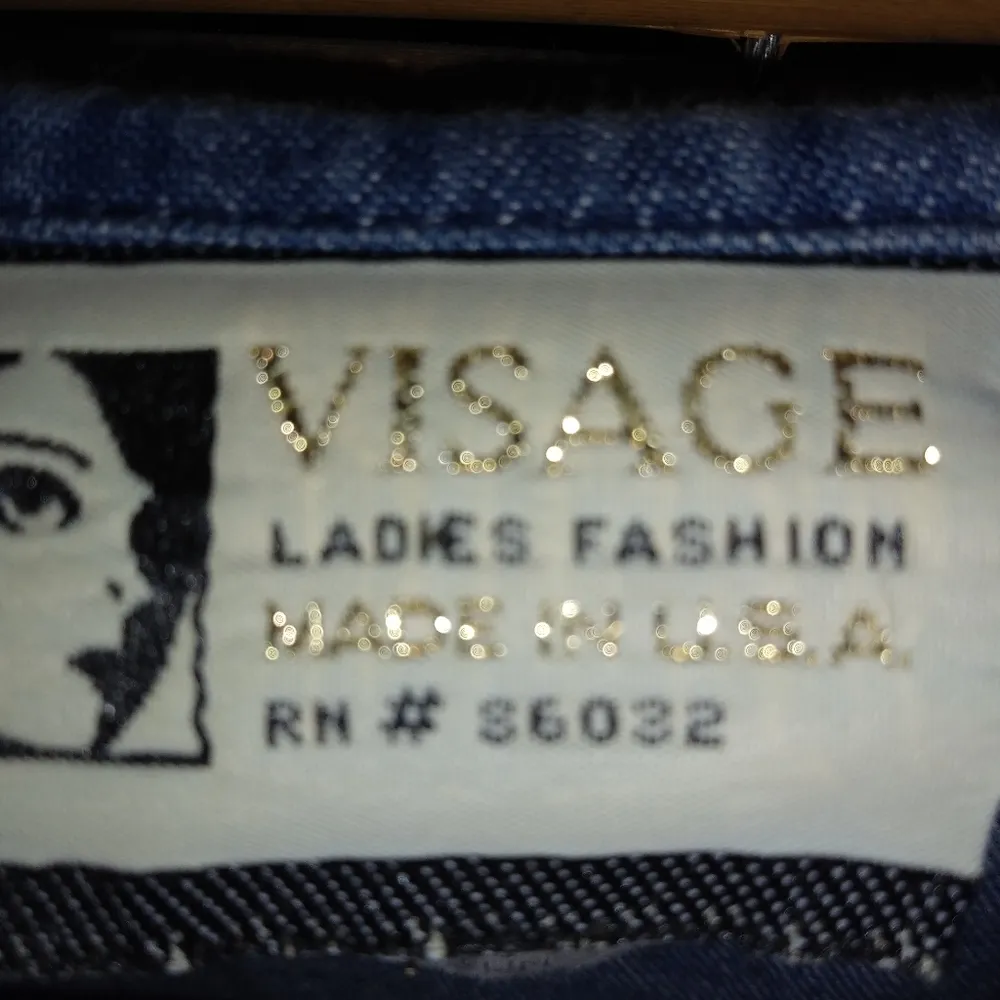 VISAGE
LADIES FASHION
MADE IN U.S.A.
RN # 86032